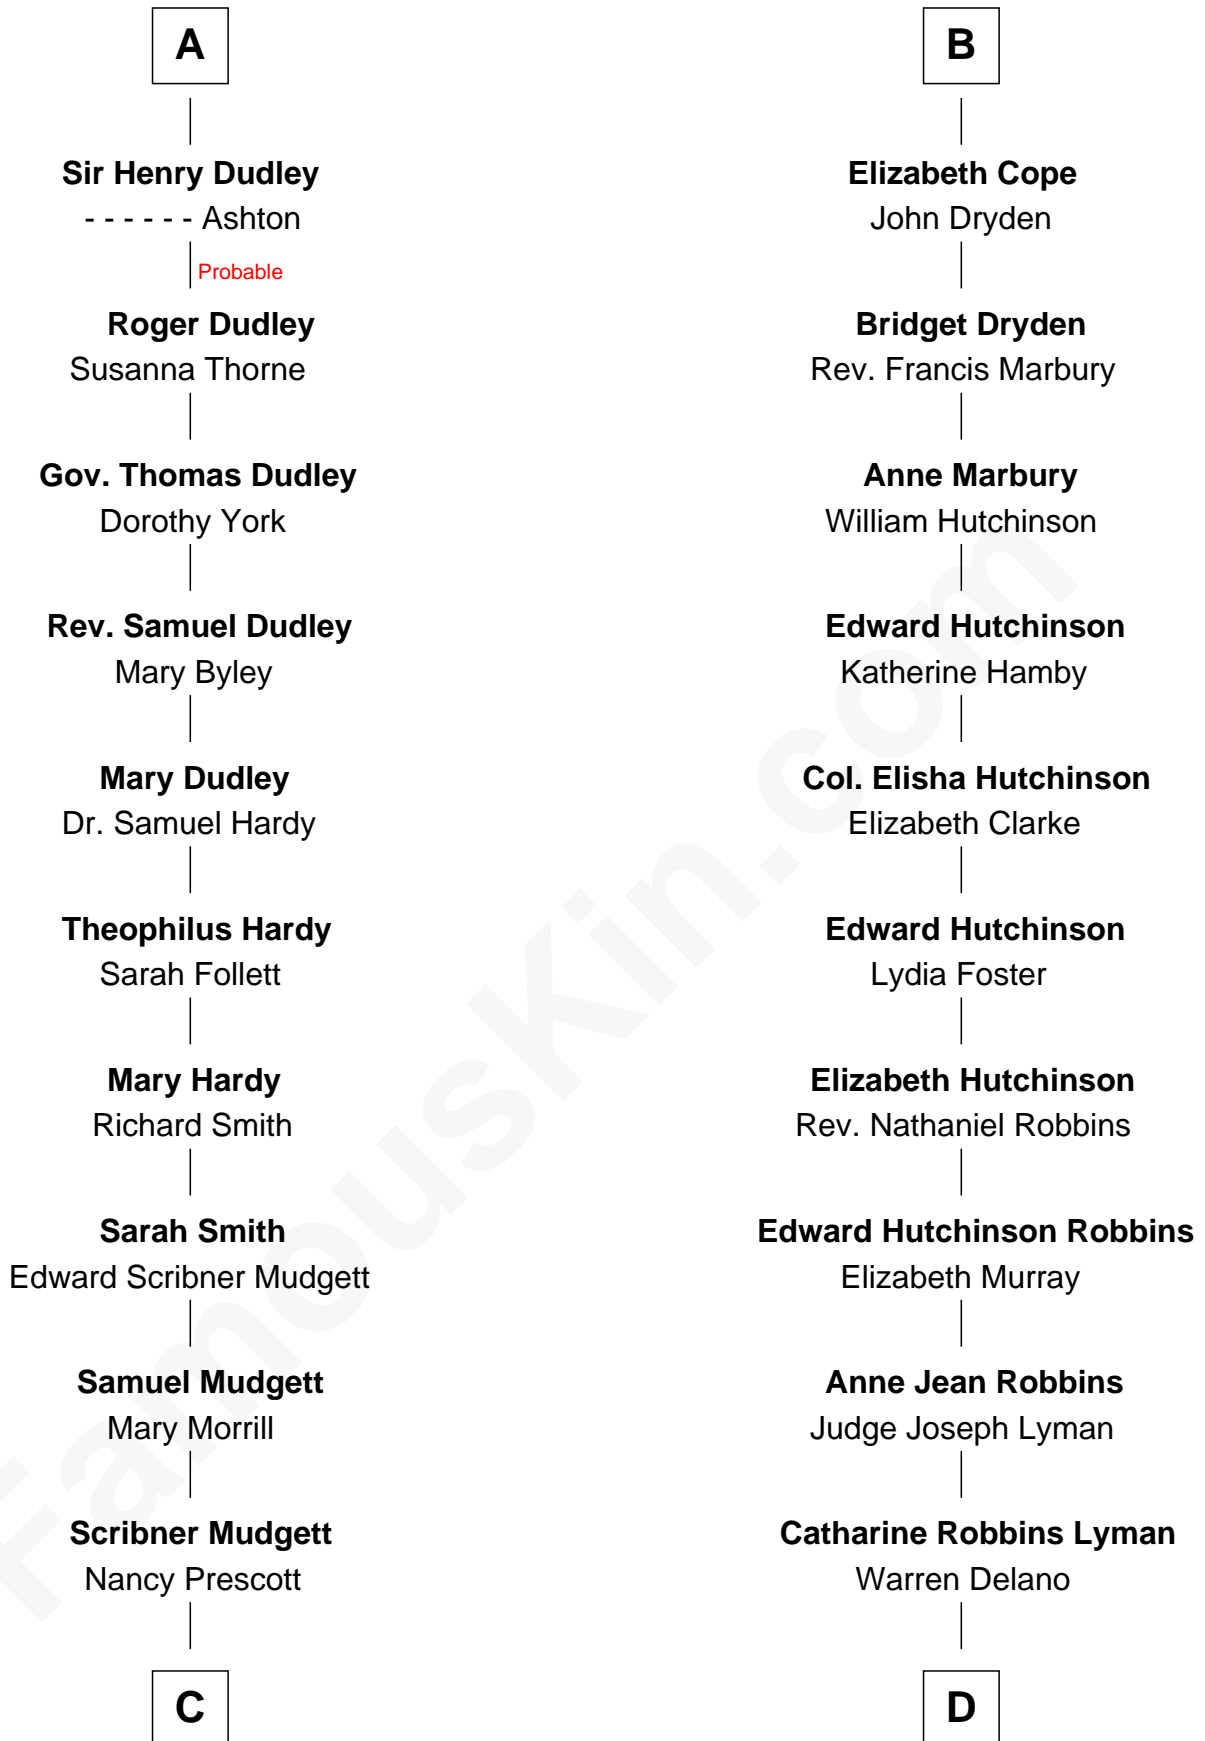 A
Sir Henry Dudley
- - - - - - Ashton
Probable
Roger Dudley
Susanna Thorne
Gov. Thomas Dudley
Dorothy York
Rev. Samuel Dudley
Mary Byley
Mary Dudley
Dr. Samuel Hardy
Theophilus Hardy
Sarah Follett
Mary Hardy
Richard Smith
Sarah Smith
Edward Scribner Mudgett
Samuel Mudgett
Mary Morrill
Scribner Mudgett
Nancy Prescott
C
B
Elizabeth Cope
John Dryden
Bridget Dryden
Rev. Francis Marbury
Anne Marbury
William Hutchinson
Edward Hutchinson
Katherine Hamby
Col. Elisha Hutchinson
Elizabeth Clarke
Edward Hutchinson
Lydia Foster
Elizabeth Hutchinson
Rev. Nathaniel Robbins
Edward Hutchinson Robbins
Elizabeth Murray
Anne Jean Robbins
Judge Joseph Lyman
Catharine Robbins Lyman
Warren Delano
D
FamousKin.com